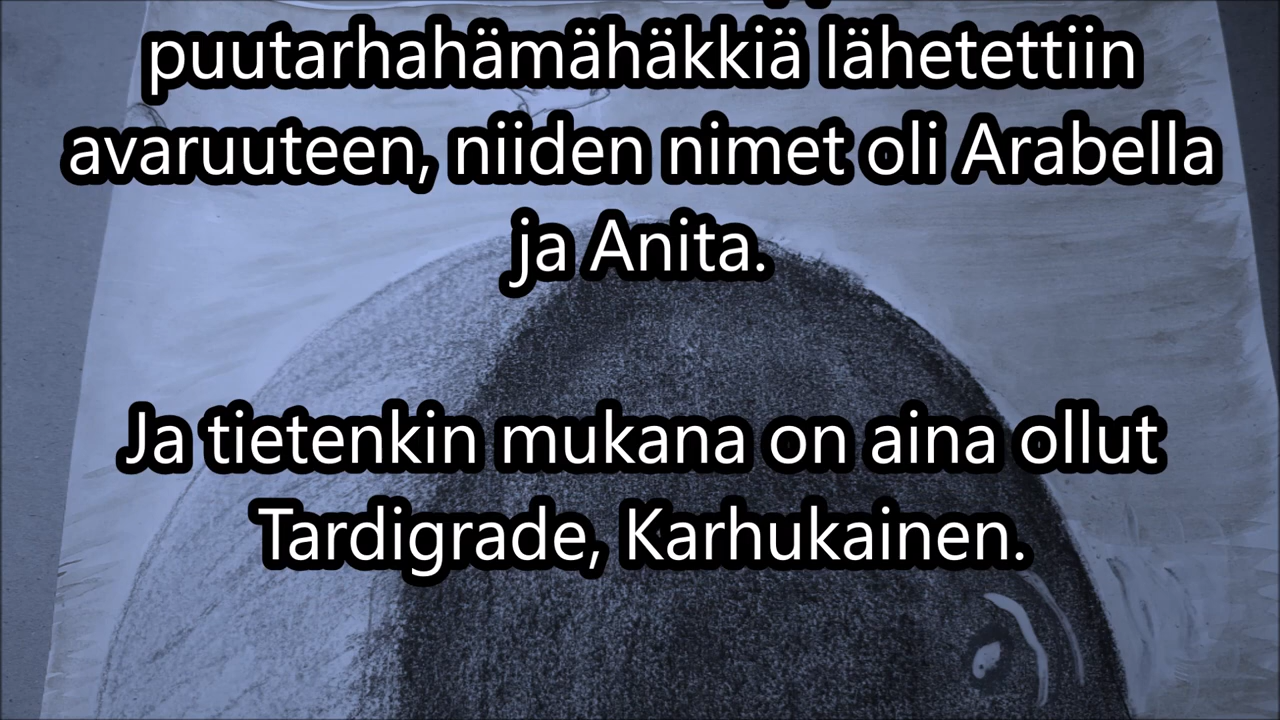 puutarhahämähäkkiä lähetettiin
avaruuteen, niiden nimet oli Arabella
ja Anita.
Ja tietenkin mukana on aina ollut
Tardigrade, Karhukainen.